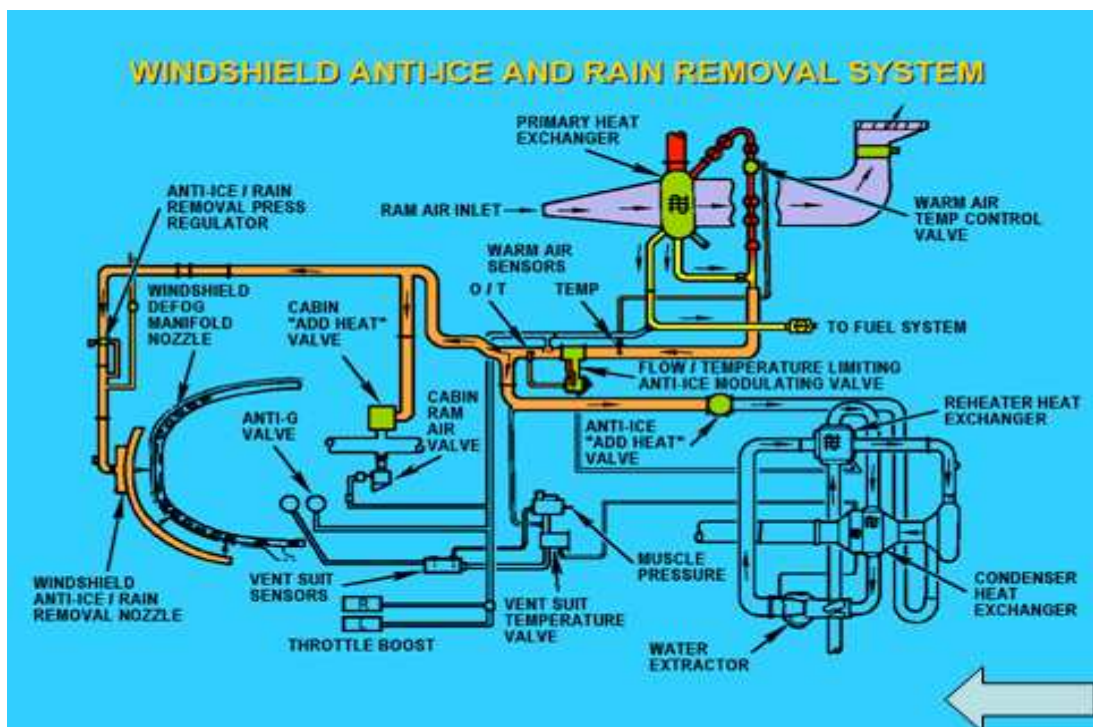 WINDSHIELD ANTI-ICE AND RAIN REMOVAL SYSTEM
PRIMARY HEAT
EXCHANGER
ANTI-ICE / RAIN
REMOVAL PRESS
REGULATOR
RAM AIR INLET
WARM AIR
TEMP CONTROL
VALVE
WARM AIR
SENSORS
O / T
TEMP
WINDSHIELD
DEFOG
MANIFOLD
NOZZLE
CABIN
"ADD HEAT"
VALVE
TO FUEL SYSTEM
FLOW / TEMPERATURE LIMITING
ANTI-ICE MODULATING VALVE
CABIN
RAM
AIR
VALVE
ANTI-G
VALVE
ANTI-ICE
"ADD HEAT"
VALVE
REHEATER HEAT
EXCHANGER
MUSCLE
PRESSURE
WINDSHIELD
ANTI-ICE / RAIN
REMOVAL NOZZLE
VENT SUIT
SENSORS
R
L
THROTTLE BOOST
VENT SUIT
TEMPERATURE
VALVE
WATER
EXTRACTOR
CONDENSER
HEAT
EXCHANGER